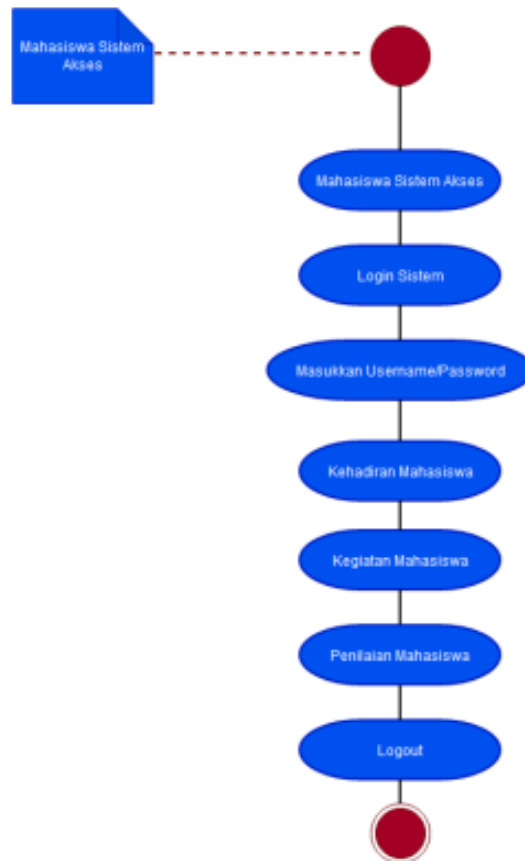 Mahasiswa Sistem
Akses
Mahasiswa Sistem Akses
Login Sistem
Masukkan Username/Password
Kehadiran Mahasiswa
Kegiatan Mahasiswa
Penilaian Mahasiswa
Logout